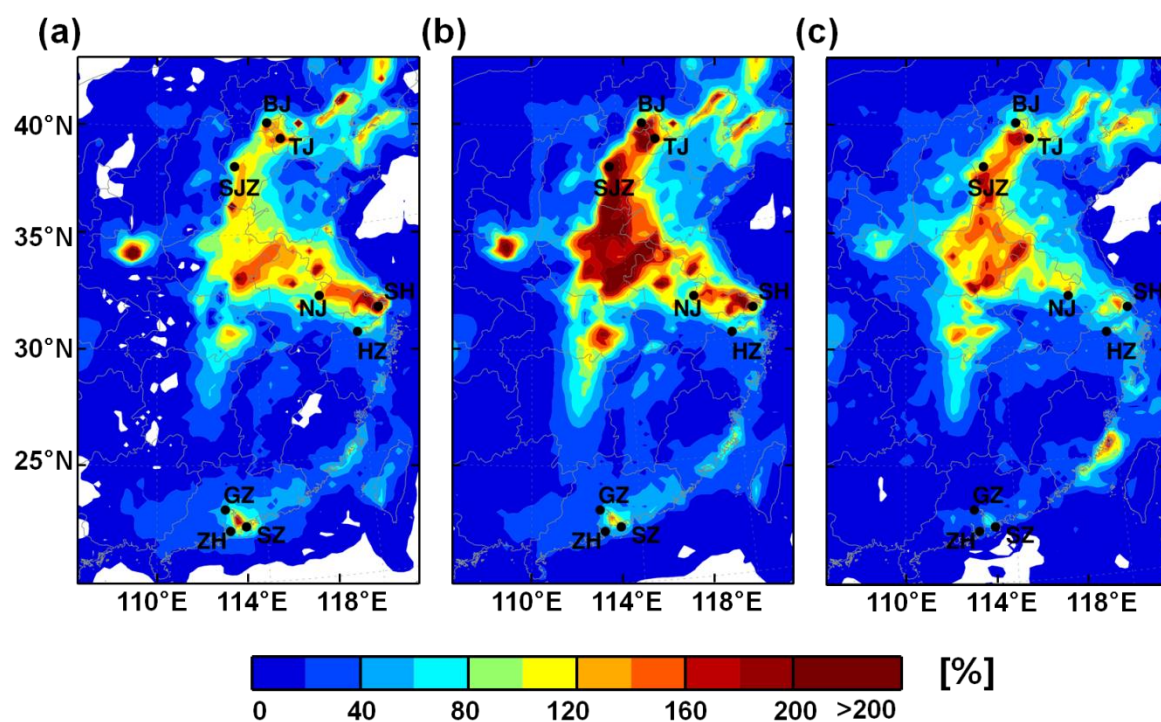 (a) (b) (c)
BJ BJ BJ
40°N
TJ TJ TJ
SJZ SJZ SJZ
35°N
SH SH SH
NJ NJ NJ
HZ HZ HZ
30°N
25°N
GZ GZ GZ
ZH SZ ZH SZ ZH SZ
110°E 114°E 118°E 110°E 114°E 118°E 110°E 114°E 118°E
[%]
0 40 80 120 160 200 >200